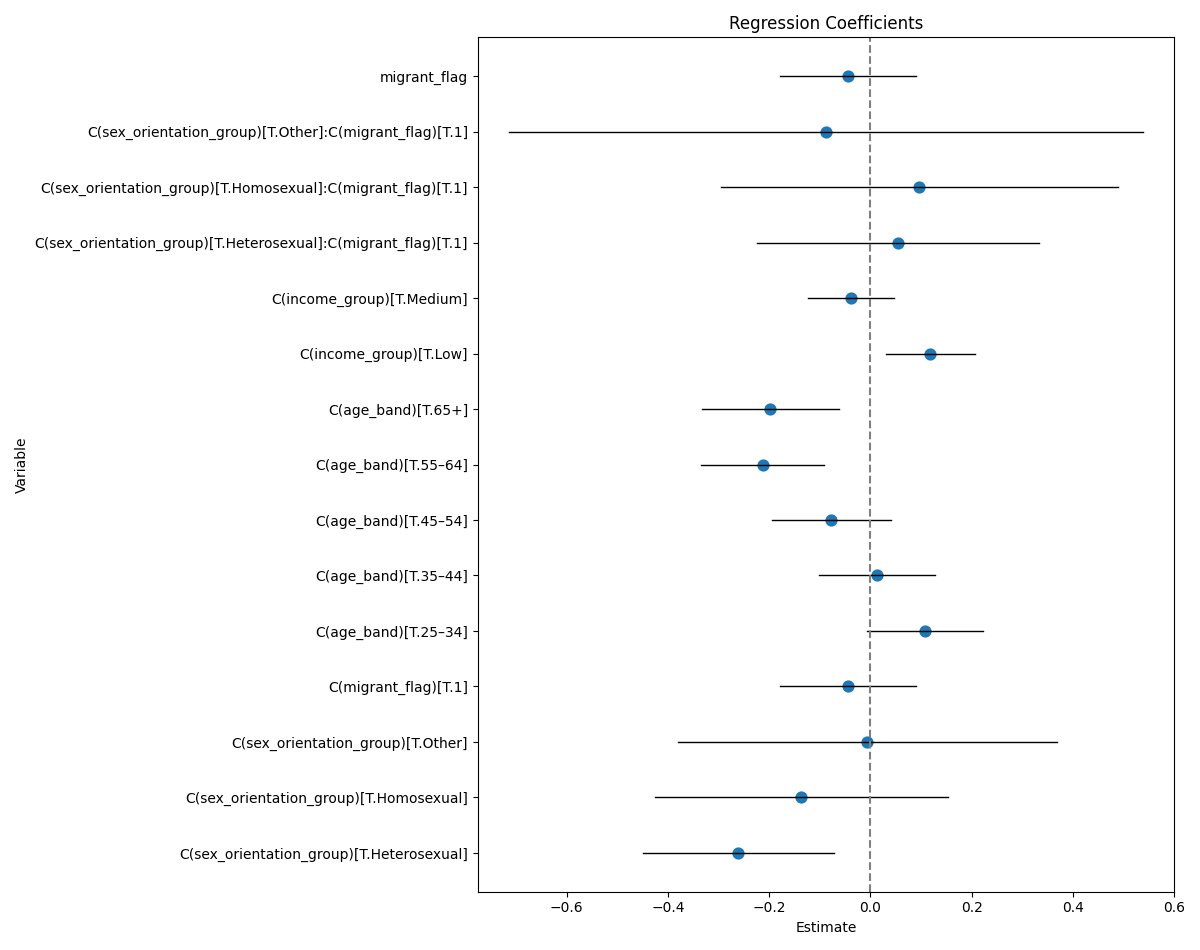 Regression Coefficients
migrant_flag
C(sex_orientation_group)[T.Other]:C(migrant_flag)[T.1]
C(sex_orientation_group)[T.Homosexual]:C(migrant_flag)[T.1]
C(sex_orientation_group)[T.Heterosexual]:C(migrant_flag)[T.1]
C(income_group)[T.Medium]
C(income_group)[T.Low]
C(age_band)[T.65+]
C(age_band)[T.55–64]
C(age_band)[T.45–54]
C(age_band)[T.35–44]
C(age_band)[T.25–34]
C(migrant_flag)[T.1]
C(sex_orientation_group)[T.Other]
C(sex_orientation_group)[T.Homosexual]
C(sex_orientation_group)[T.Heterosexual]
Variable
−0.6 −0.4 −0.2 0.0 0.2 0.4 0.6
Estimate